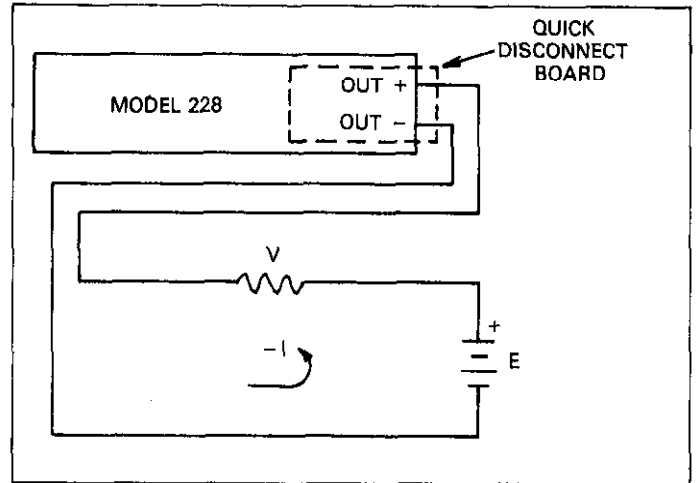 QUICK
DISCONNECT
BOARD
MODEL 228
OUT +
OUT -
V
-I
+
E